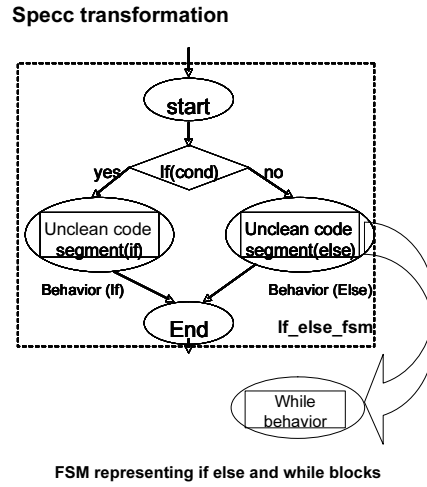 Specc transformation
start
yes
If(cond)
no
Unclean code
segment(if)
Unclean code
segment(else)
Behavior (If)
Behavior (Else)
End
If_else_fsm
While
behavior
FSM representing if else and while blocks